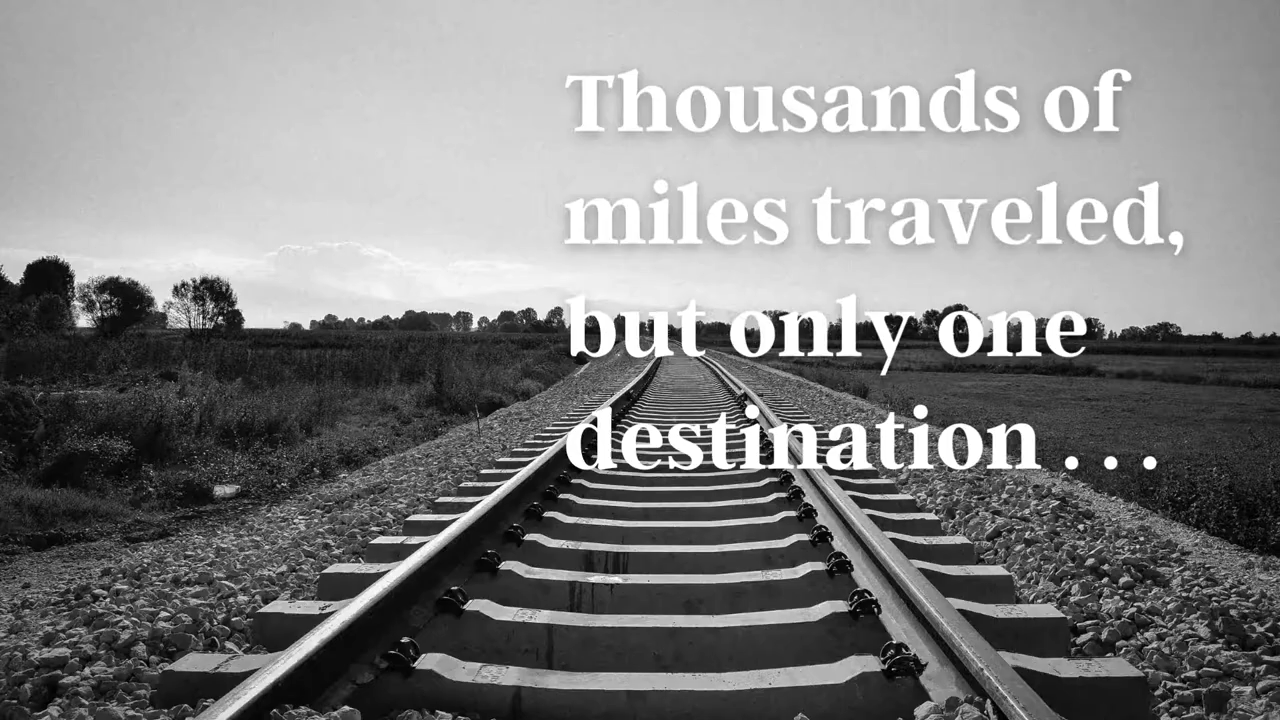 Thousands of
miles traveled,
but only one
destination . . .